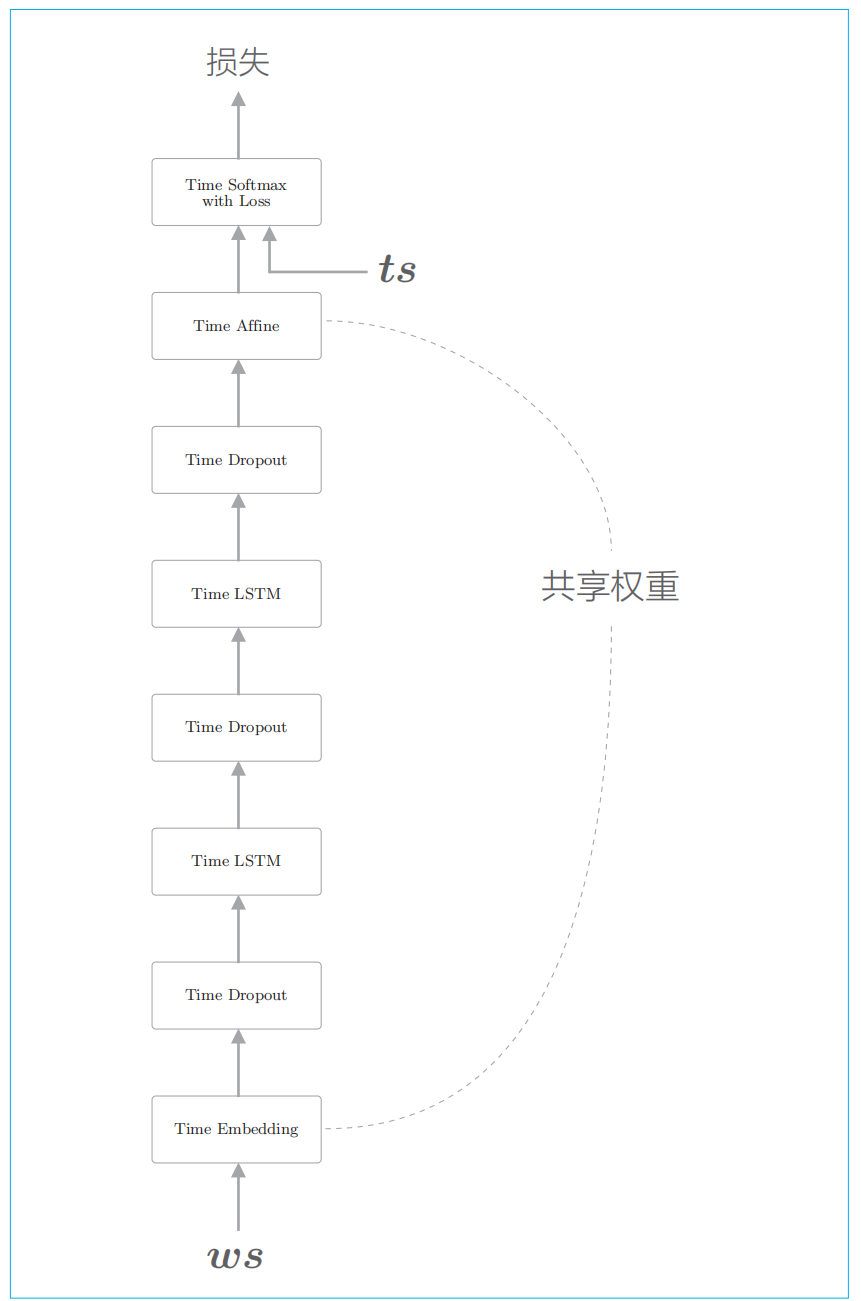 损失
Time Softmax
with Loss
ts
Time Affine
Time Dropout
Time LSTM
共享权重
Time Dropout
Time LSTM
Time Dropout
Time Embedding
ws